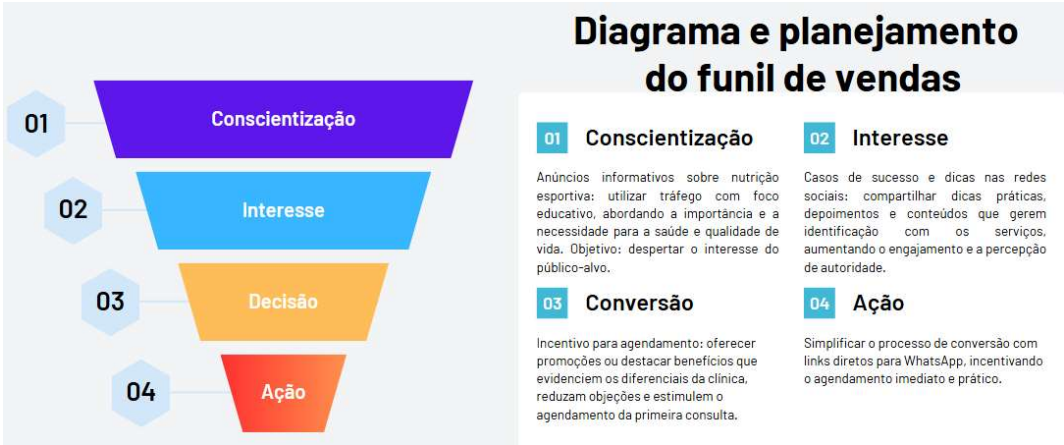 Diagrama e planejamento
do funil de vendas
01
Conscientização
02
Interesse
03
Decisão
04
Ação
01 Conscientização
Anúncios informativos sobre nutrição
esportiva: utilizar tráfego com foco
educativo, abordando a importância e a
necessidade para a saúde e qualidade de
vida. Objetivo: despertar o interesse do
público-alvo.
02 Interesse
Casos de sucesso e dicas nas redes
sociais: compartilhar dicas práticas,
depoimentos e conteúdos que gerem
identificação com os serviços,
aumentando o engajamento e a percepção
de autoridade.
03 Conversão
Incentivo para agendamento: oferecer
promoções ou destacar benefícios que
evidenciem os diferenciais da clínica,
reduzam objeções e estimulem o
agendamento da primeira consulta.
04 Ação
Simplificar o processo de conversão com
links diretos para WhatsApp, incentivando
o agendamento imediato e prático.